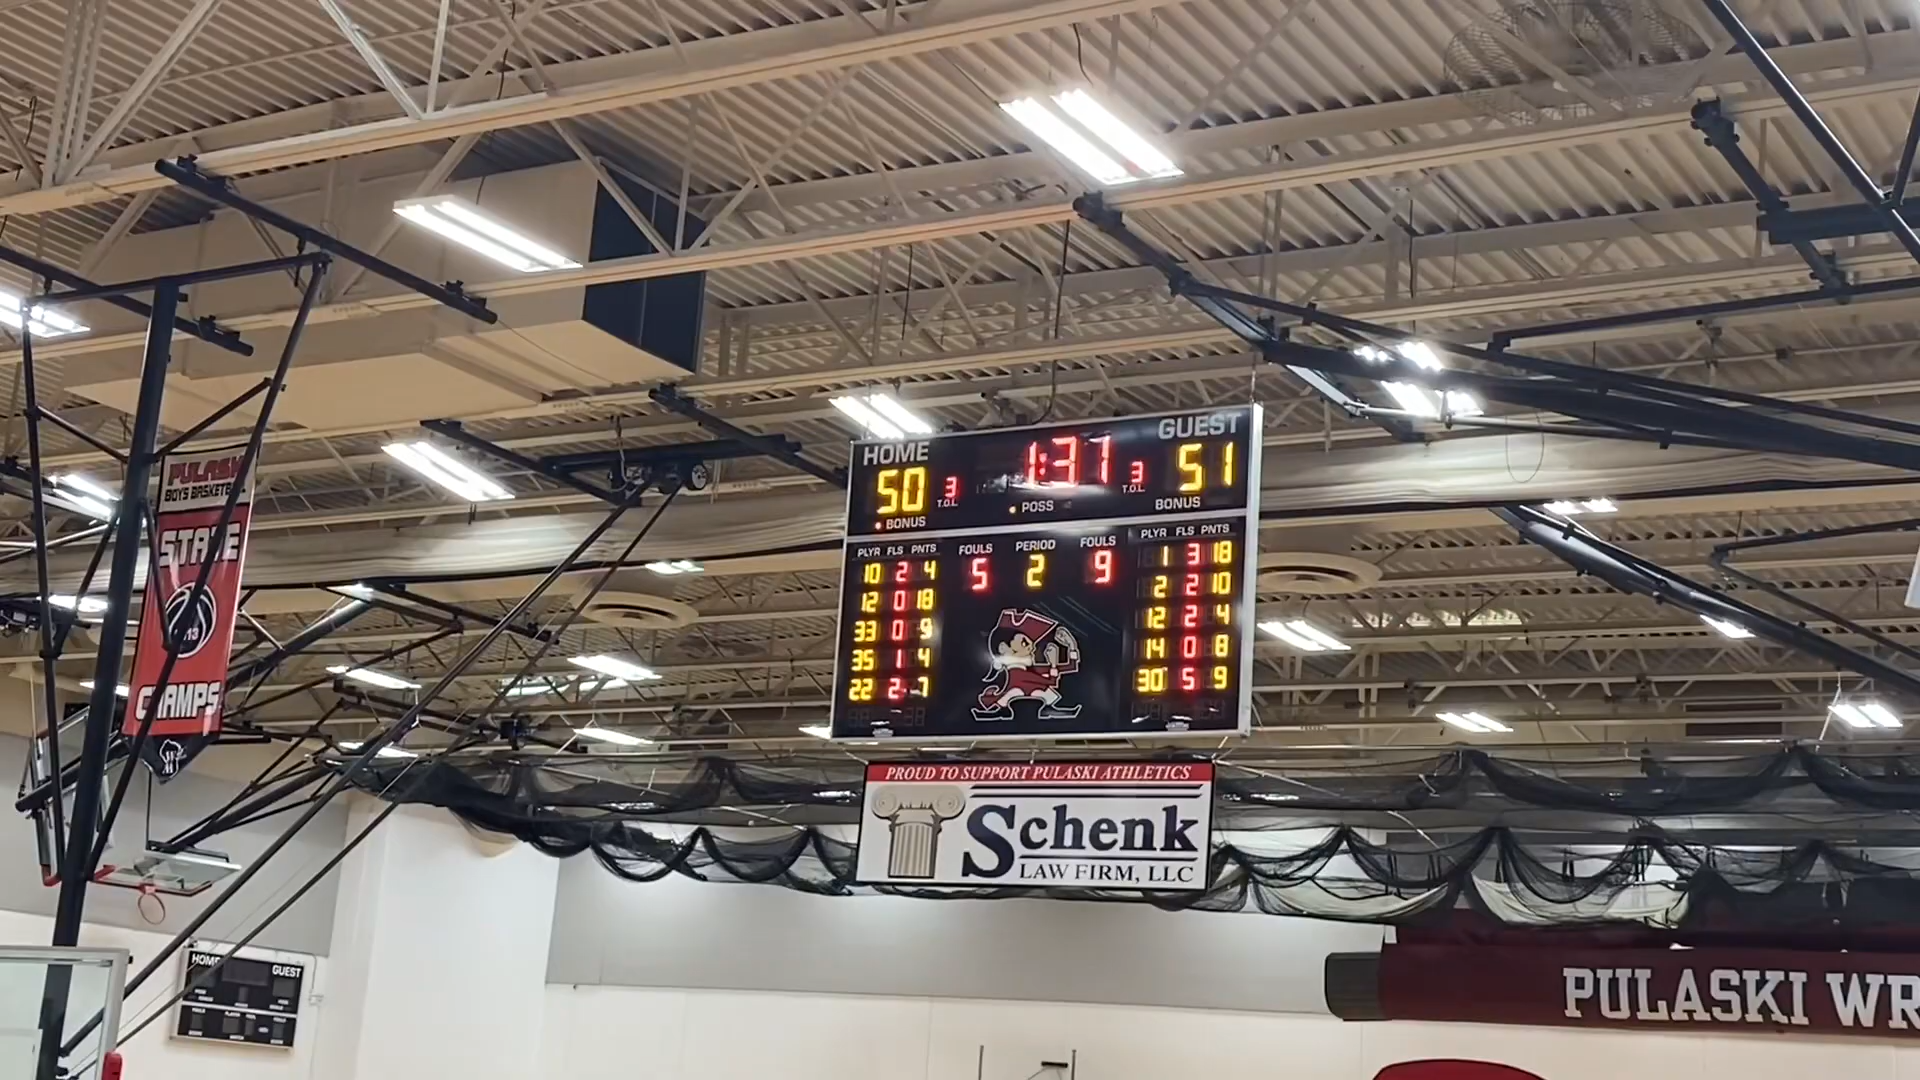 HOME
GUEST
50 3 1:37 3 51
T.O.L. T.O.L.
BONUS POSS BONUS
PLYR FLS PNTS FOULS PERIOD FOULS PLYR FLS PNTS
10 2 4 5 2 9 1 3 18
12 0 18 2 2 10
33 0 9 12 2 4
35 1 4 14 0 8
22 2 7 30 5 9
PROUD TO SUPPORT PULASKI ATHLETICS
Schenk
LAW FIRM, LLC
PULASKI
BOYS BASKETBALL
STATE
CHAMPS
HOME GUEST
PULASKI WR